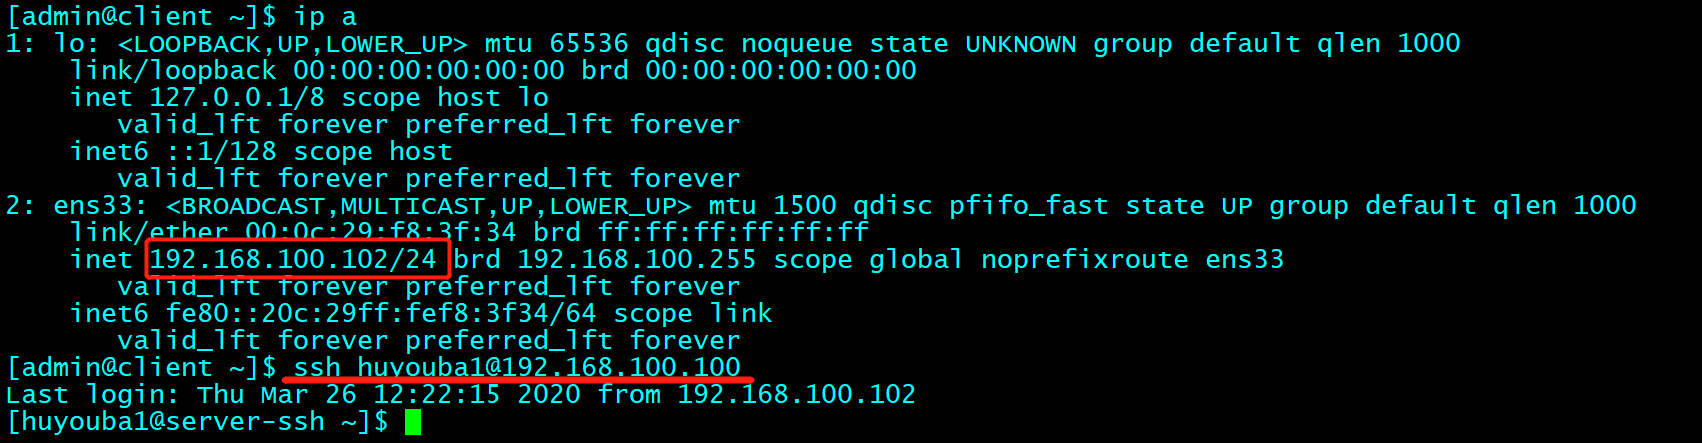 [admin@client ~]$ ip a
1: lo: <LOOPBACK,UP,LOWER_UP> mtu 65536 qdisc noqueue state UNKNOWN group default qlen 1000
    link/loopback 00:00:00:00:00:00 brd 00:00:00:00:00:00
    inet 127.0.0.1/8 scope host lo
       valid_lft forever preferred_lft forever
    inet6 ::1/128 scope host
       valid_lft forever preferred_lft forever
2: ens33: <BROADCAST,MULTICAST,UP,LOWER_UP> mtu 1500 qdisc pfifo_fast state UP group default qlen 1000
    link/ether 00:0c:29:f8:3f:34 brd ff:ff:ff:ff:ff:ff
    inet 192.168.100.102/24 brd 192.168.100.255 scope global noprefixroute ens33
       valid_lft forever preferred_lft forever
    inet6 fe80::20c:29ff:fef8:3f34/64 scope link
       valid_lft forever preferred_lft forever
[admin@client ~]$ ssh huyouba1@192.168.100.100
Last login: Thu Mar 26 12:22:15 2020 from 192.168.100.102
[huyouba1@server-ssh ~]$